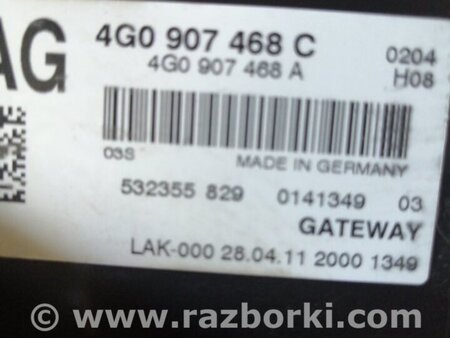 AG 4G0 907 468 C 0204
4G0 907 468 A H08
03S MADE IN GERMANY
532355 829 0141349 03
GATEWAY
LAK-000 28.04.11 2000 1349
© www.razborki.com